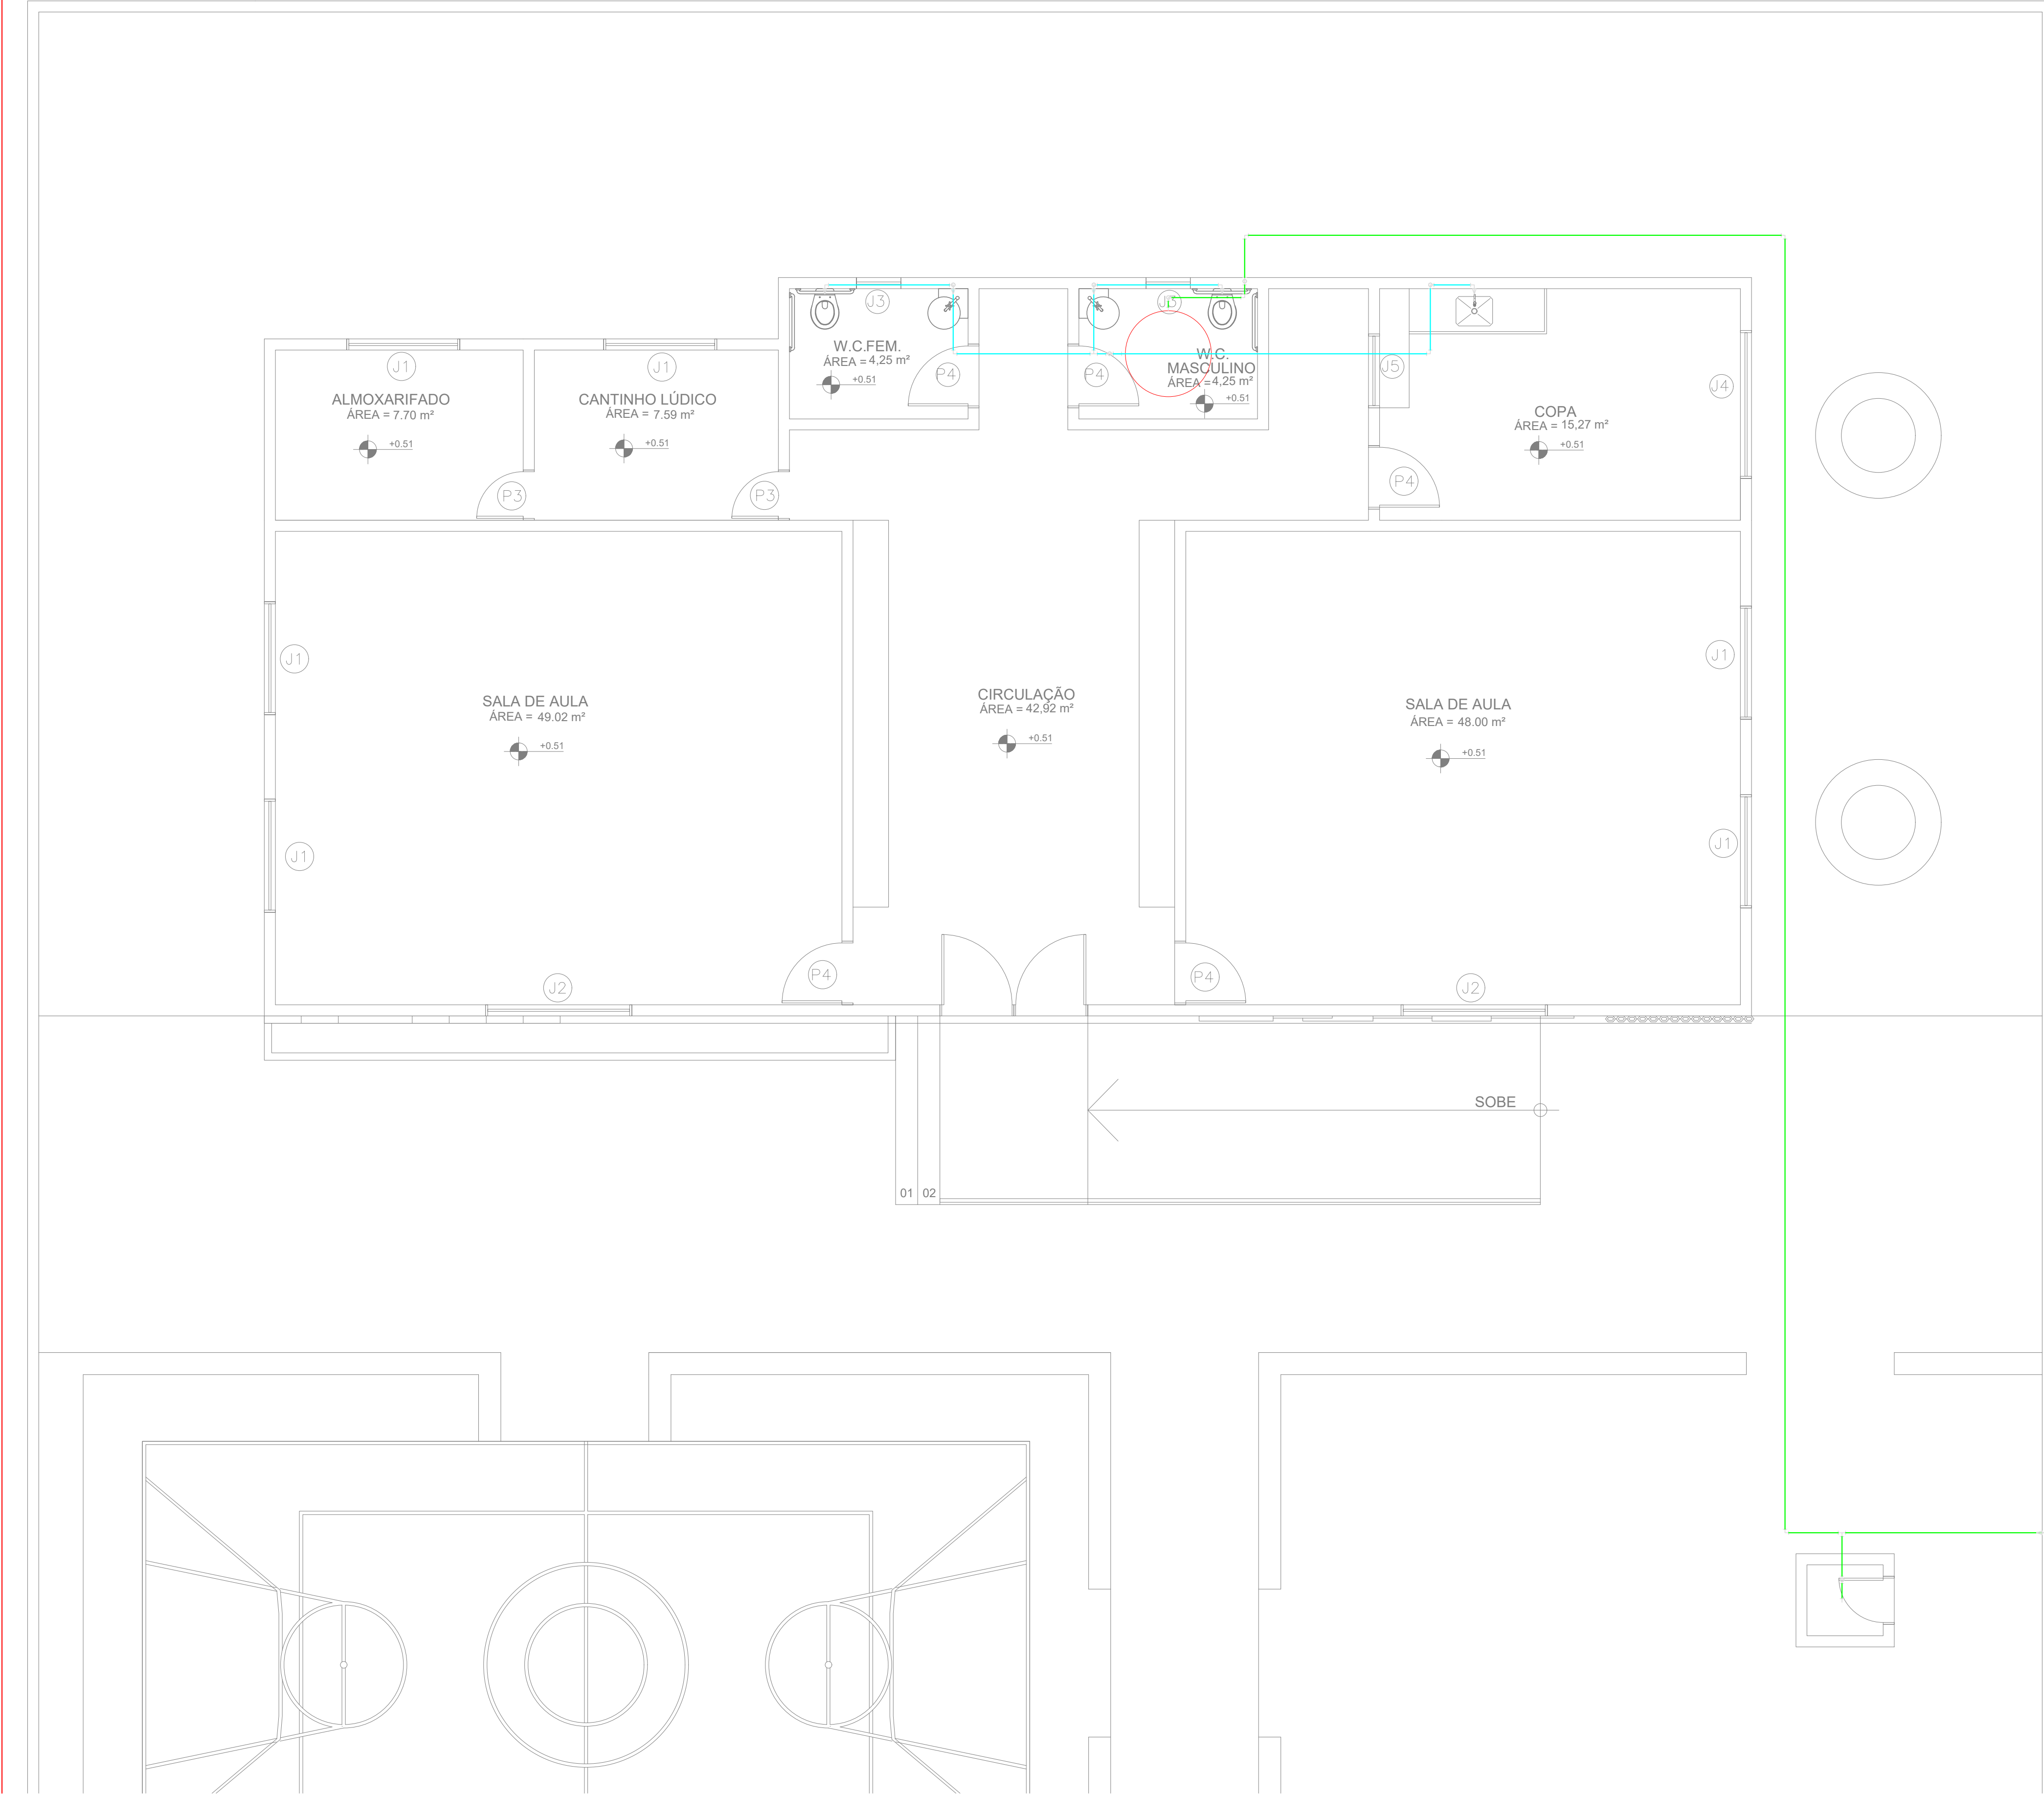 J3
J3
W.C.FEM.
ÁREA = 4,25 m²
+0.51
P4
P4
W.C.
MASCULINO
ÁREA = 4,25 m²
+0.51
J5
J4
J1
J1
ALMOXARIFADO
ÁREA = 7.70 m²
+0.51
CANTINHO LÚDICO
ÁREA = 7.59 m²
+0.51
COPA
ÁREA = 15,27 m²
+0.51
P3
P3
P4
J1
J1
SALA DE AULA
ÁREA = 49.02 m²
+0.51
CIRCULAÇÃO
ÁREA = 42,92 m²
+0.51
SALA DE AULA
ÁREA = 48.00 m²
+0.51
J1
J1
P4
P4
J2
J2
SOBE
01 02